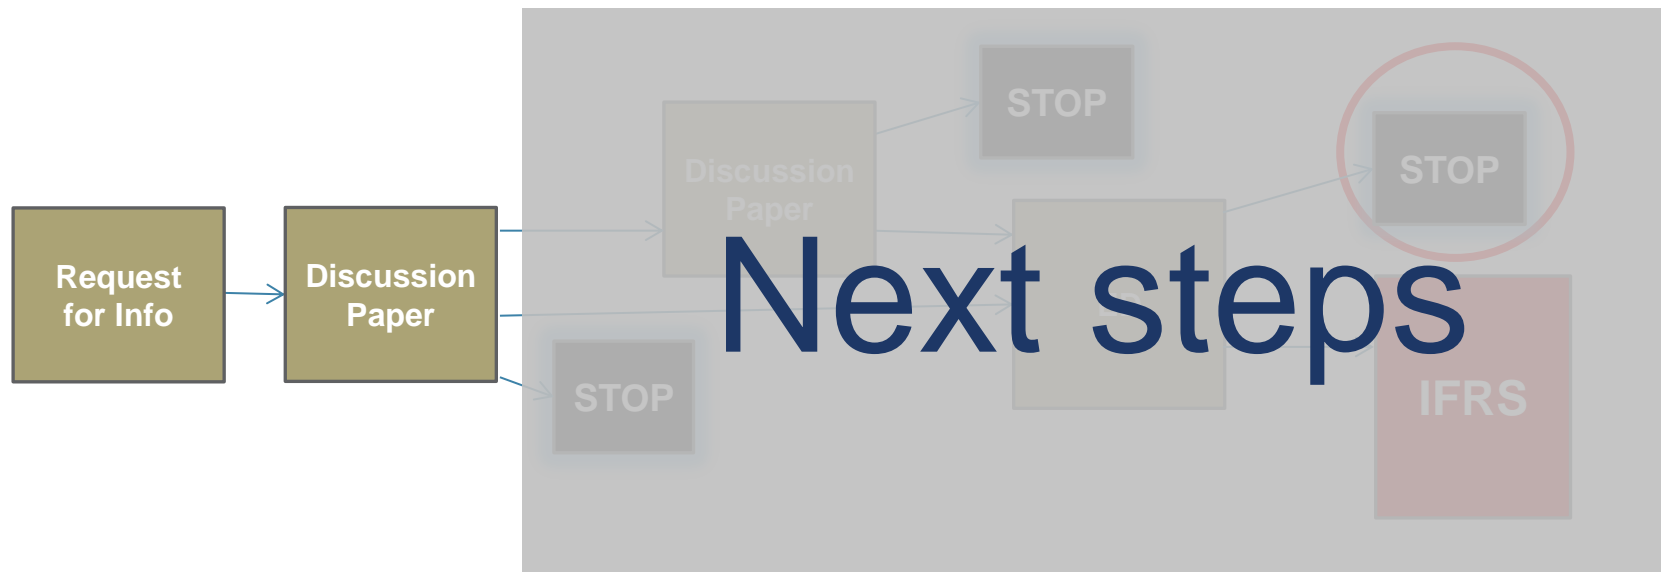 Request
for Info
Discussion
Paper
Discussion
Paper
STOP
STOP
STOP
IFRS
Next steps